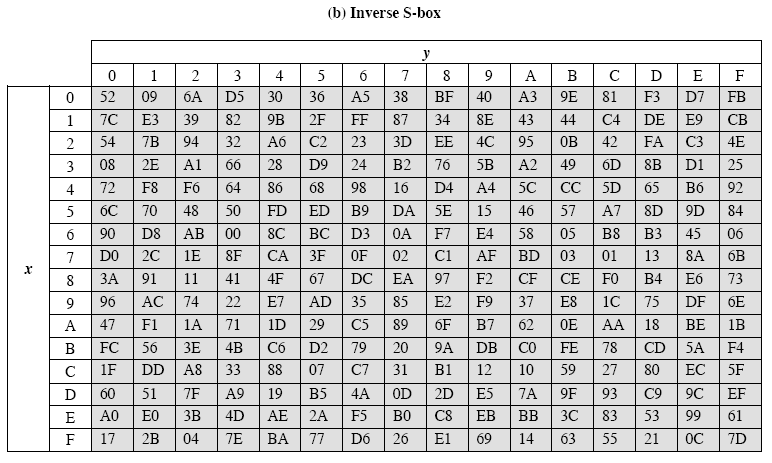 (b) Inverse S-box
y
0 1 2 3 4 5 6 7 8 9 A B C D E F
0 52 09 6A D5 30 36 A5 38 BF 40 A3 9E 81 F3 D7 FB
1 7C E3 39 82 9B 2F FF 87 34 8E 43 44 C4 DE E9 CB
2 54 7B 94 32 A6 C2 23 3D EE 4C 95 0B 42 FA C3 4E
3 08 2E A1 66 28 D9 24 B2 76 5B A2 49 6D 8B D1 25
4 72 F8 F6 64 86 68 98 16 D4 A4 5C CC 5D 65 B6 92
5 6C 70 48 50 FD ED B9 DA 5E 15 46 57 A7 8D 9D 84
6 90 D8 AB 00 8C BC D3 0A F7 E4 58 05 B8 B3 45 06
7 D0 2C 1E 8F CA 3F 0F 02 C1 AF BD 03 01 13 8A 6B
x
8 3A 91 11 41 4F 67 DC EA 97 F2 CF CE F0 B4 E6 73
9 96 AC 74 22 E7 AD 35 85 E2 F9 37 E8 1C 75 DF 6E
A 47 F1 1A 71 1D 29 C5 89 6F B7 62 0E AA 18 BE 1B
B FC 56 3E 4B C6 D2 79 20 9A DB C0 FE 78 CD 5A F4
C 1F DD A8 33 88 07 C7 31 B1 12 10 59 27 80 EC 5F
D 60 51 7F A9 19 B5 4A 0D 2D E5 7A 9F 93 C9 9C EF
E A0 E0 3B 4D AE 2A F5 B0 C8 EB BB 3C 83 53 99 61
F 17 2B 04 7E BA 77 D6 26 E1 69 14 63 55 21 0C 7D